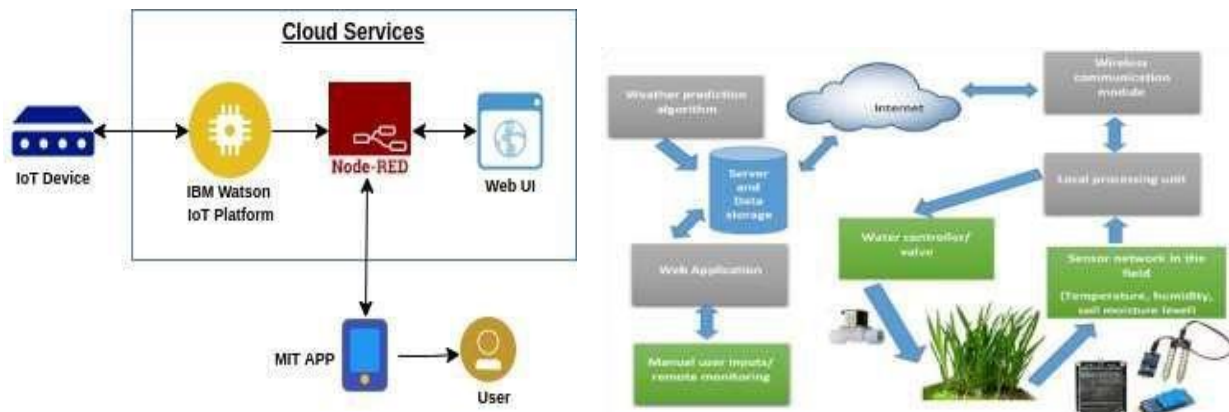 Cloud Services
IoT Device
IBM Watson
IoT Platform
Node-RED
Web UI
MIT APP
User
Weather prediction
algorithm
Internet
Wireless
communication
module
Server
and
Data
storage
Local processing unit
Water controller/
valve
Web Application
Sensor network in the
field
(Temperature, humidity,
soil moisture level)
Manual user inputs/
remote monitoring